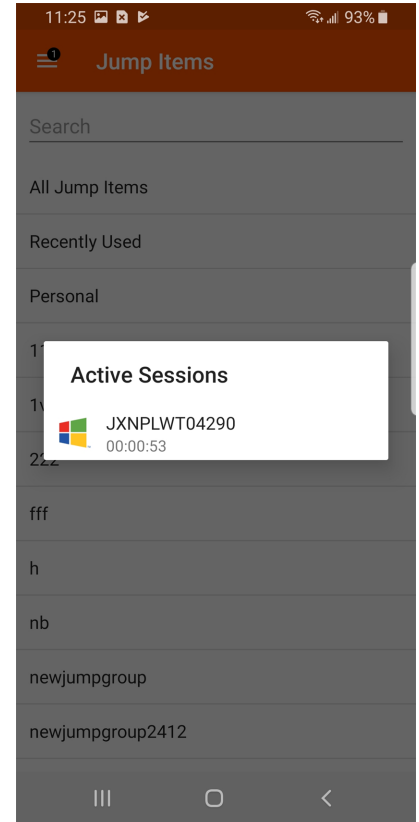 11:25
93%
1
Jump Items
Search
All Jump Items
Recently Used
Personal
Active Sessions
JXNPLWT04290
00:00:53
222
fff
h
nb
newjumpgroup
newjumpgroup2412